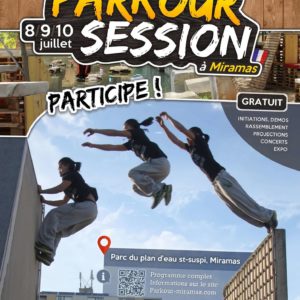 PARKOUR
8 9 10
juillet
SESSION
à Miramas
PARTICIPE !
GRATUIT
INITIATIONS, DEMOS
RASSEMBLEMENT
PROJECTIONS
CONCERTS
EXPO
Parc du plan d'eau st-suspi, Miramas
Programme complet
Informations sur le site
Parkour-miramas.com